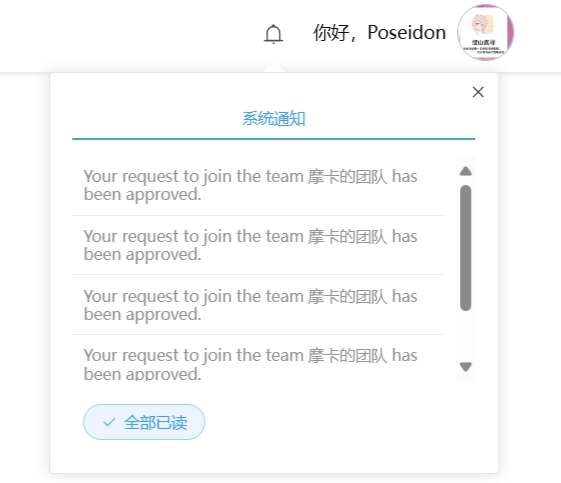 你好，Poseidon
系统通知
Your request to join the team 摩卡的团队 has
been approved.
Your request to join the team 摩卡的团队 has
been approved.
Your request to join the team 摩卡的团队 has
been approved.
Your request to join the team 摩卡的团队 has
been approved.
全部已读